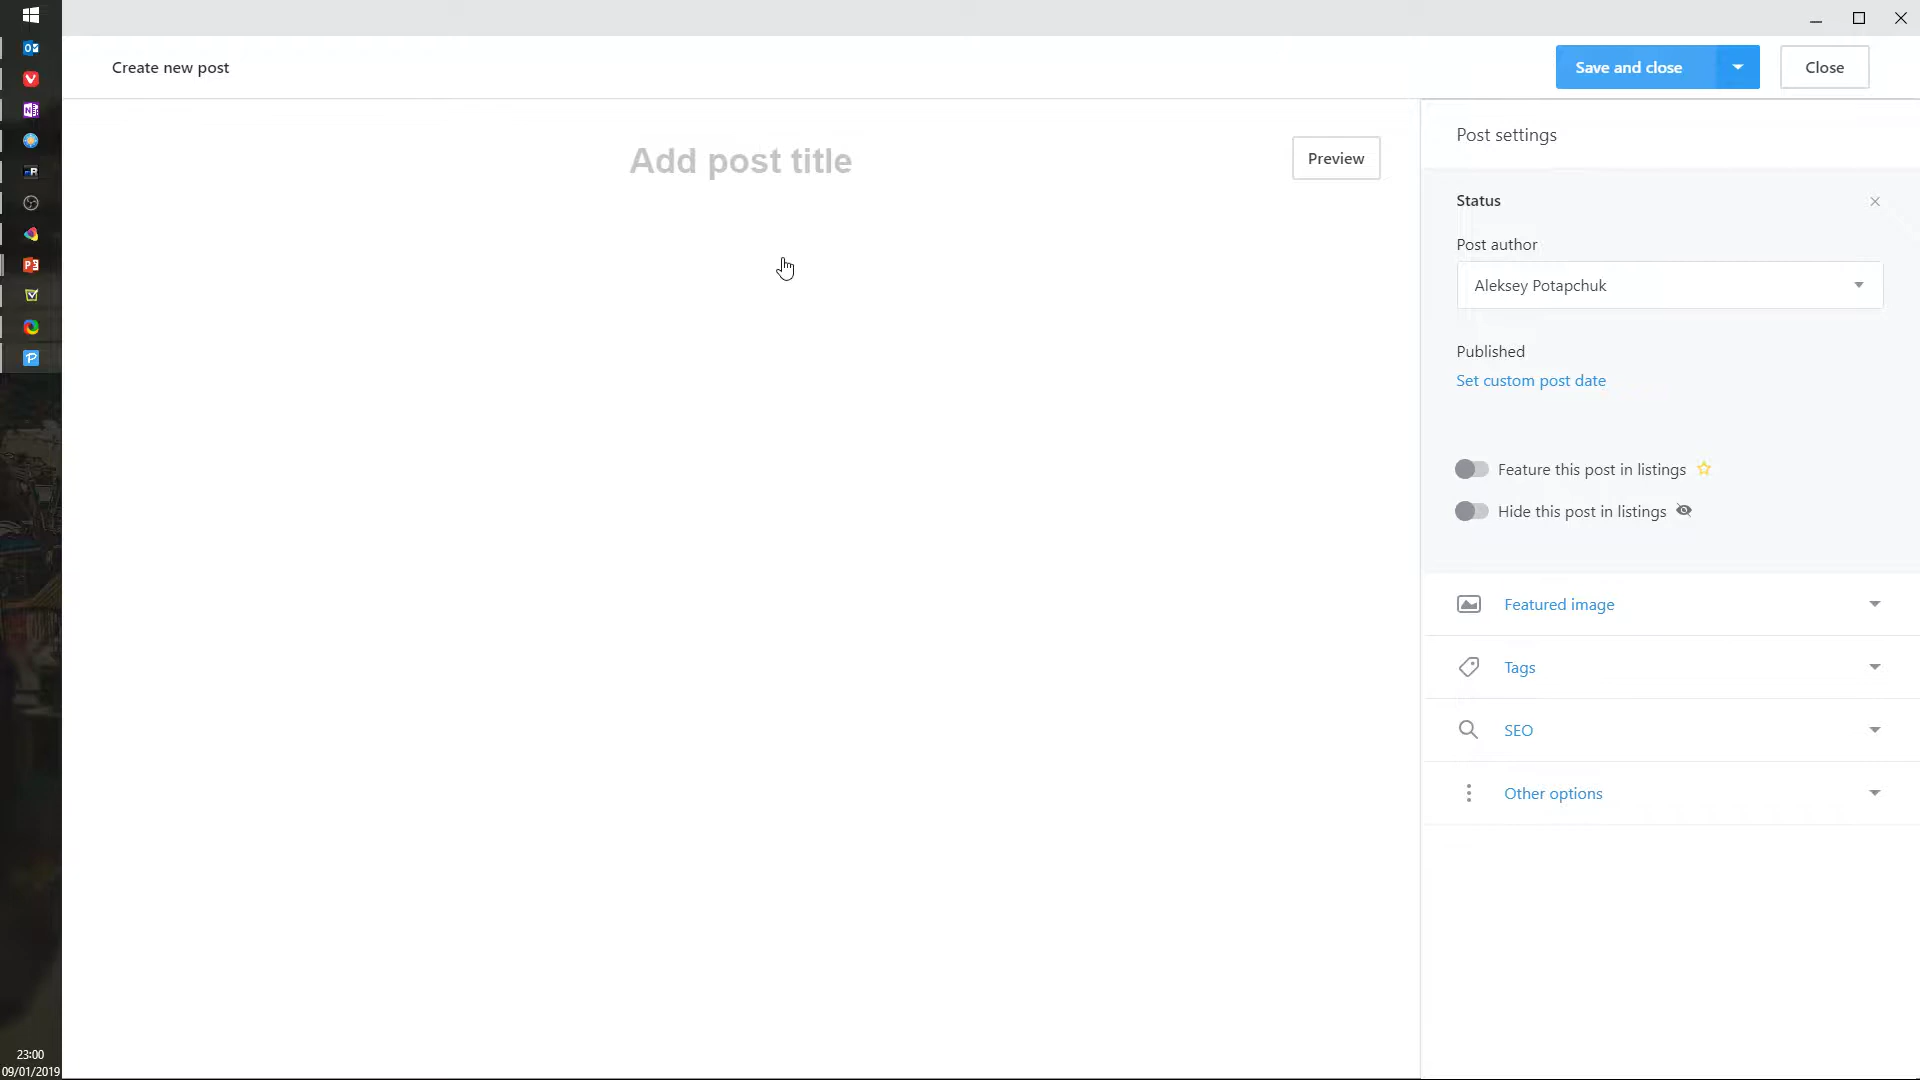 Create new post
Save and close
Close
Add post title
Preview
Post settings
Status
Post author
Aleksey Potapchuk
Published
Set custom post date
Feature this post in listings
Hide this post in listings
Featured image
Tags
SEO
Other options
23:00
09/01/2019